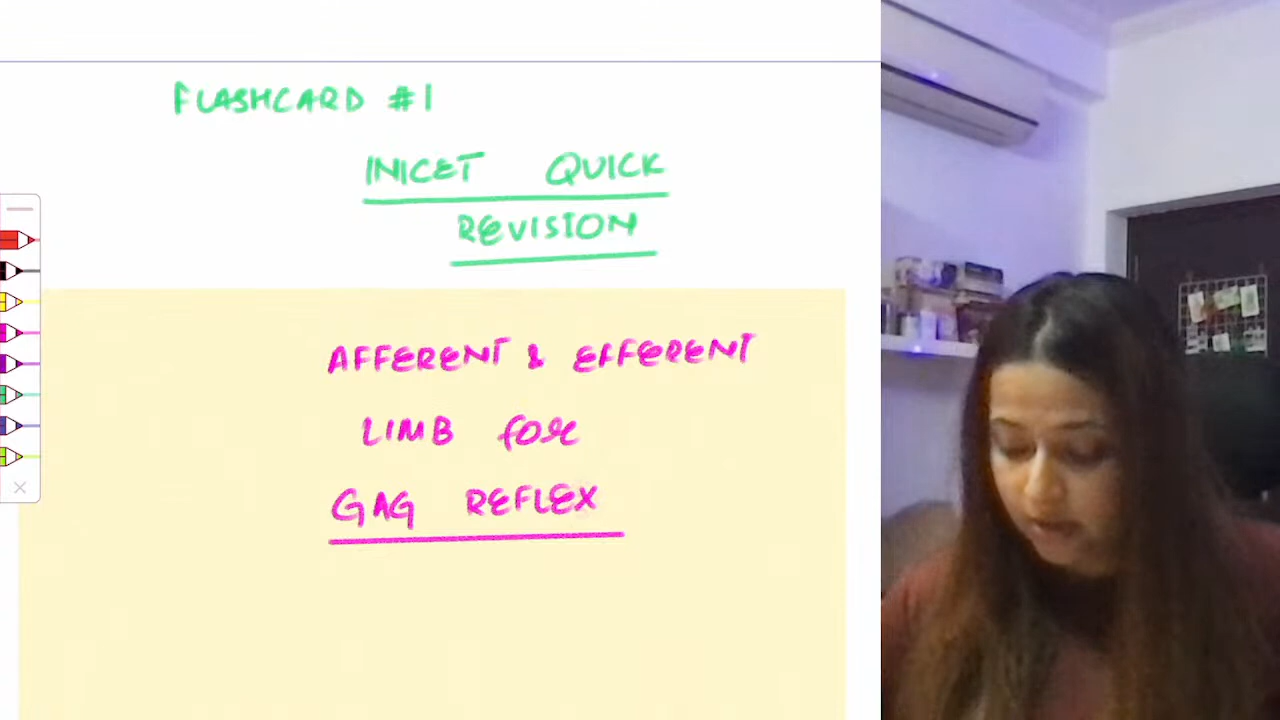 FLASHCARD #1
INICET QUICK
REVISION
AFFERENT & EFFERENT
LIMB for
GAG REFLEX